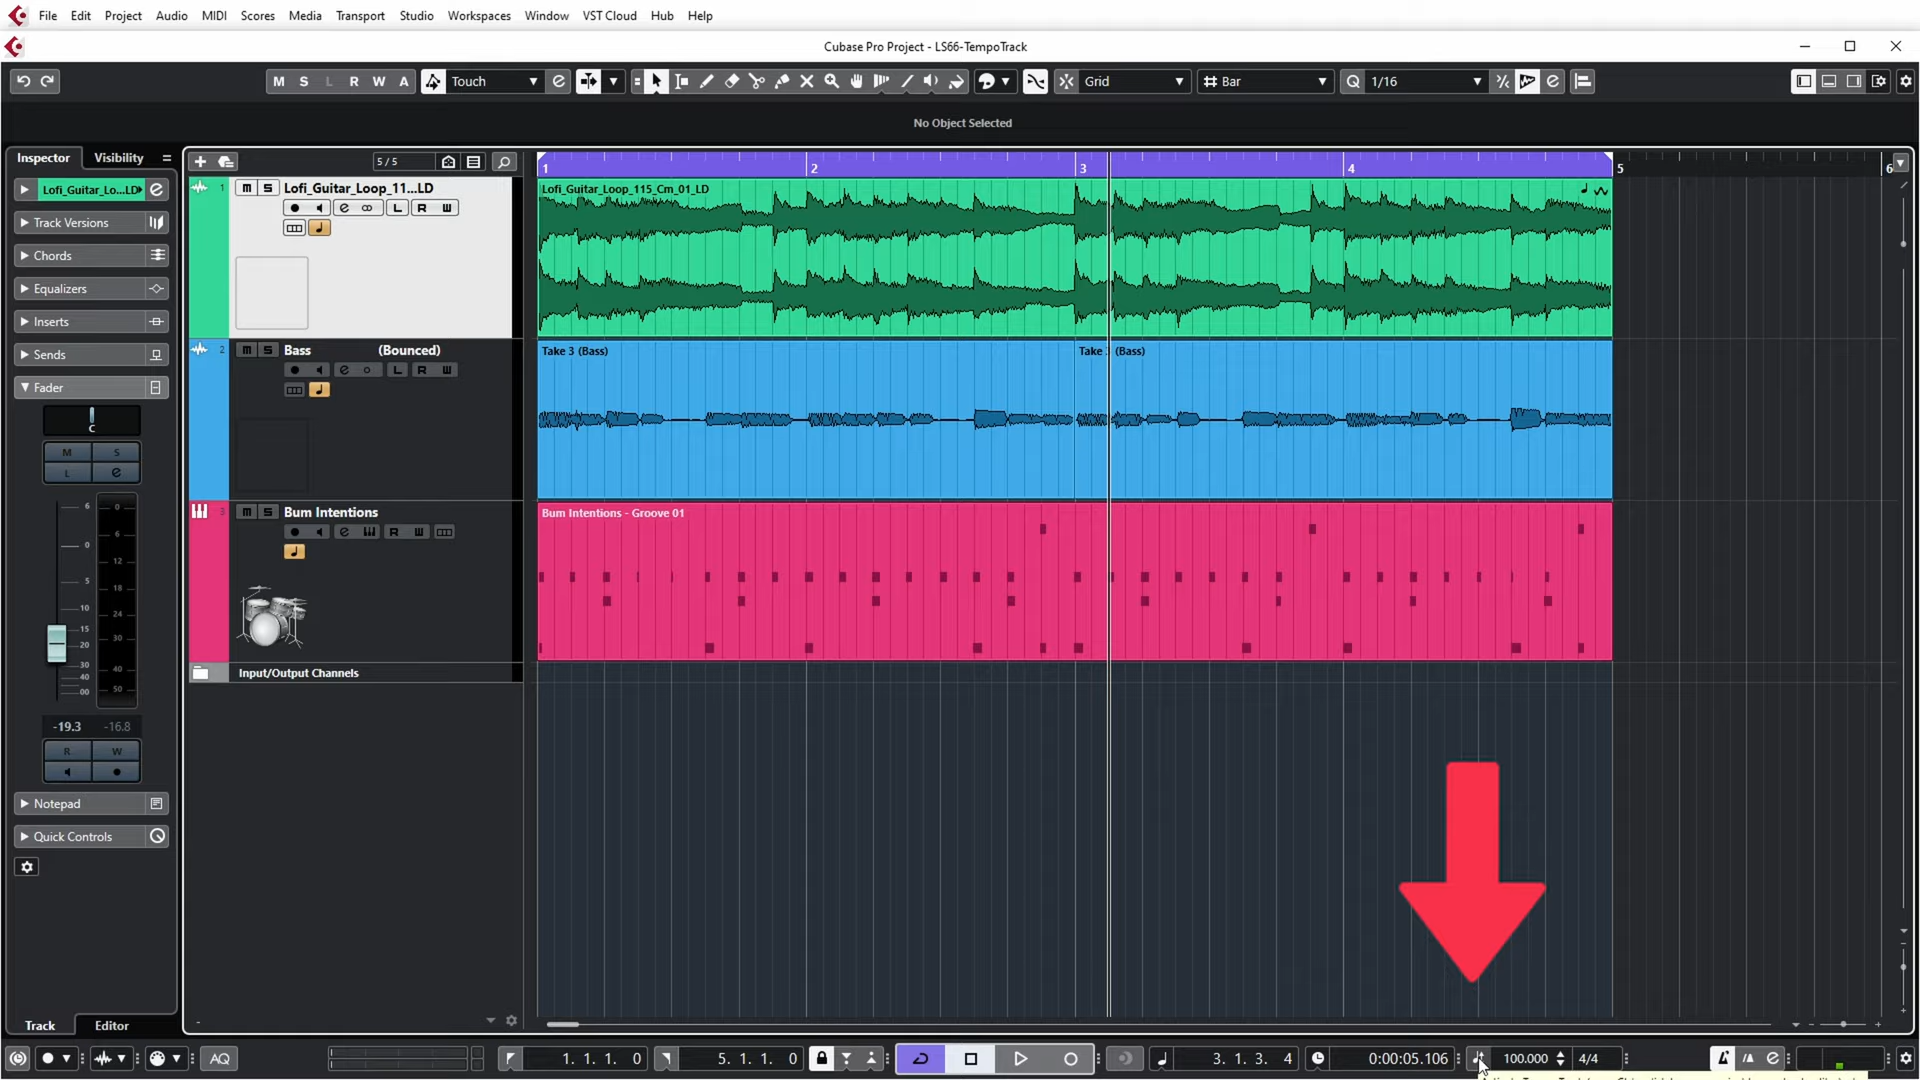 File Edit Project Audio MIDI Scores Media Transport Studio Workspaces Window VST Cloud Hub Help
Cubase Pro Project - LS66-TempoTrack
M S L R W A Touch Grid Bar Q 1/16
No Object Selected
Inspector Visibility 5/5 1 2 3 4 5 6
Lofi_Guitar_Lo...LD 1 m S Lofi_Guitar_Loop_11...LD Lofi_Guitar_Loop_115_Cm_01_LD
L R W
Track Versions
Chords
Equalizers
Inserts
Sends 2 m S Bass (Bounced) Take 3 (Bass) Take (Bass)
L R W
Fader
C
M S
L e
6 0
0 6
5 12
10 18
15 24
20 30
30 40
40 50
00
3 m S Bum Intentions Bum Intentions - Groove 01
R W
Input/Output Channels
-19.3 -16.8
R W
Notepad
Quick Controls
Track Editor
AQ 1. 1. 1. 0 5. 1. 1. 0 3. 1. 3. 4 0:00:05.106 100.000 4/4